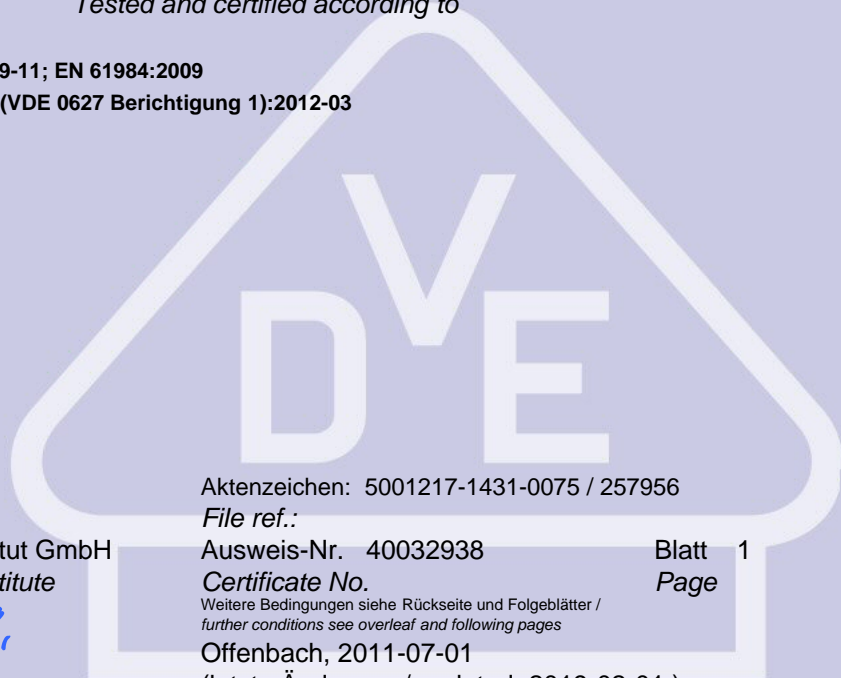 Tested and certified according to
9-11; EN 61984:2009
(VDE 0627 Berichtigung 1):2012-03
DVE
Aktenzeichen: 5001217-1431-0075 / 257956
File ref.:
tut GmbH Ausweis-Nr. 40032938 Blatt 1
titute Certificate No. Page
Weitere Bedingungen siehe Rückseite und Folgeblätter /
further conditions see overleaf and following pages
Offenbach, 2011-07-01